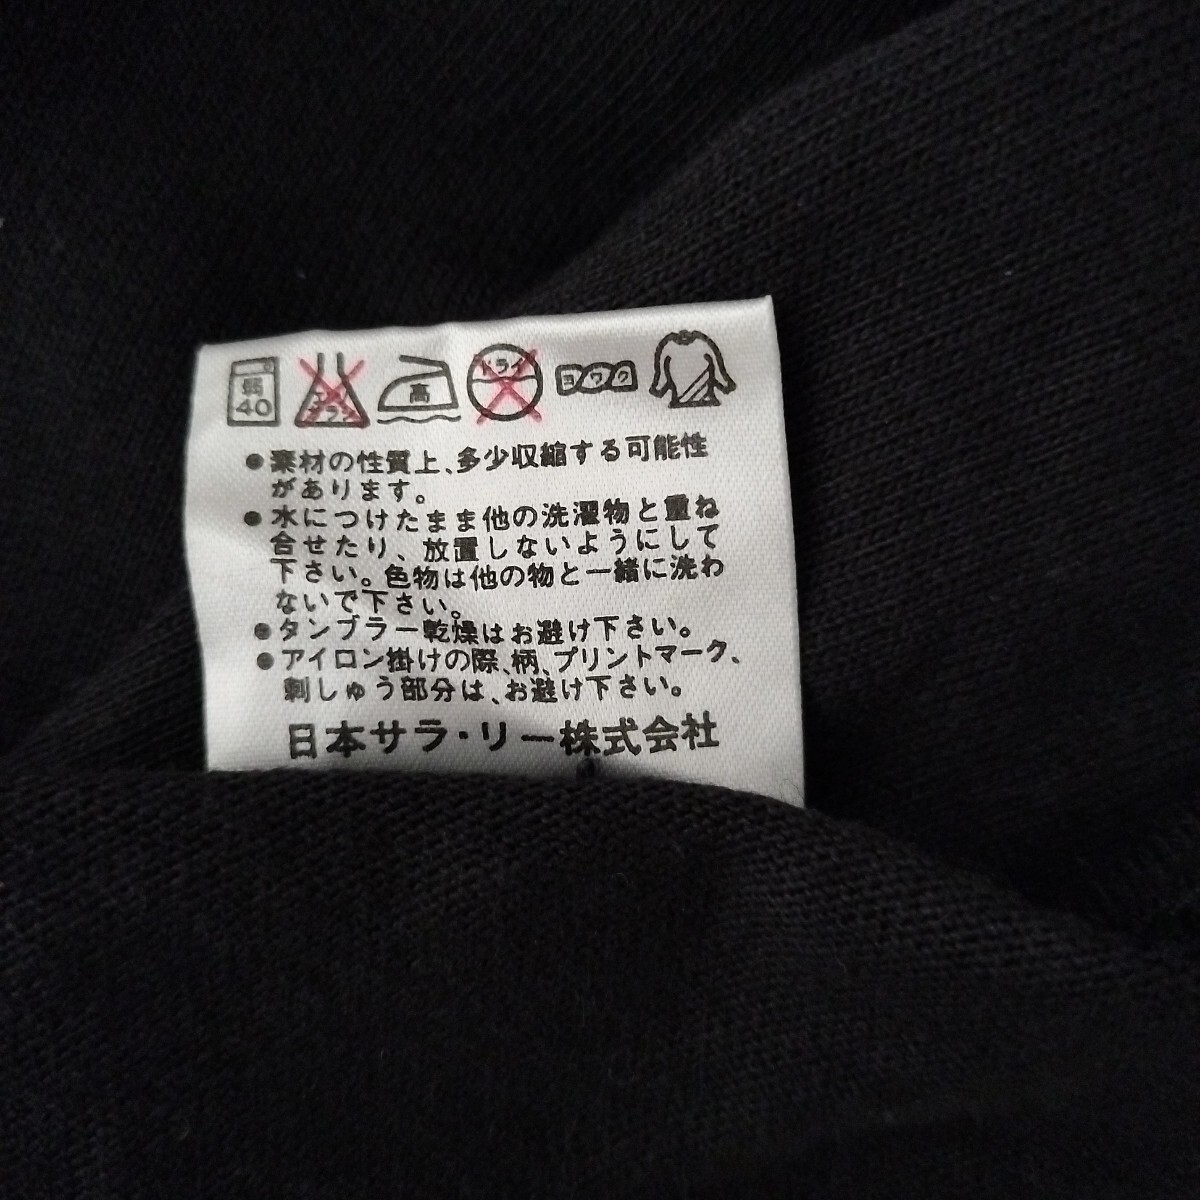 弱 40 エンソ サラシ 高 ドライ ヨワク
●素材の性質上、多少収縮する可能性
があります。
●水につけたまま他の洗濯物と重ね
合せたり、放置しないようにして
下さい。色物は他の物と一緒に洗わ
ないで下さい。
●タンブラー乾燥はお避け下さい。
●アイロン掛けの際、柄、プリントマーク、
刺しゅう部分は、お避け下さい。
日本サラ・リー株式会社